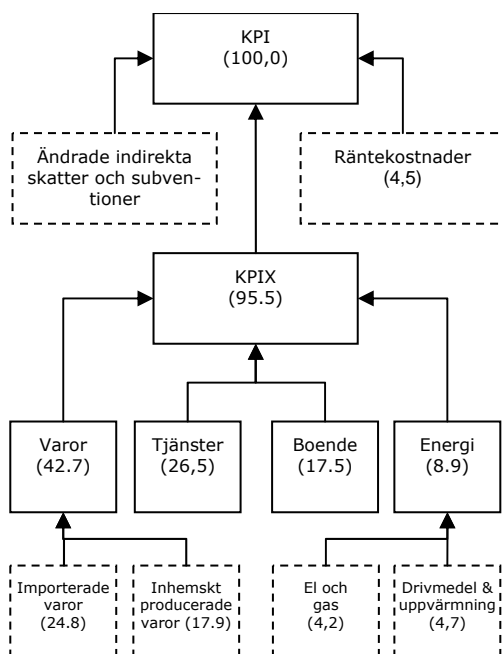 KPI
(100,0)
Ändrade indirekta
skatter och subven-
tioner
Räntekostnader
(4,5)
KPIX
(95.5)
Varor
(42.7)
Tjänster
(26,5)
Boende
(17.5)
Energi
(8.9)
Importerade
varor
(24.8)
Inhemskt
producerade
varor (17.9)
El och
gas
(4,2)
Drivmedel &
uppvärmning
(4,7)